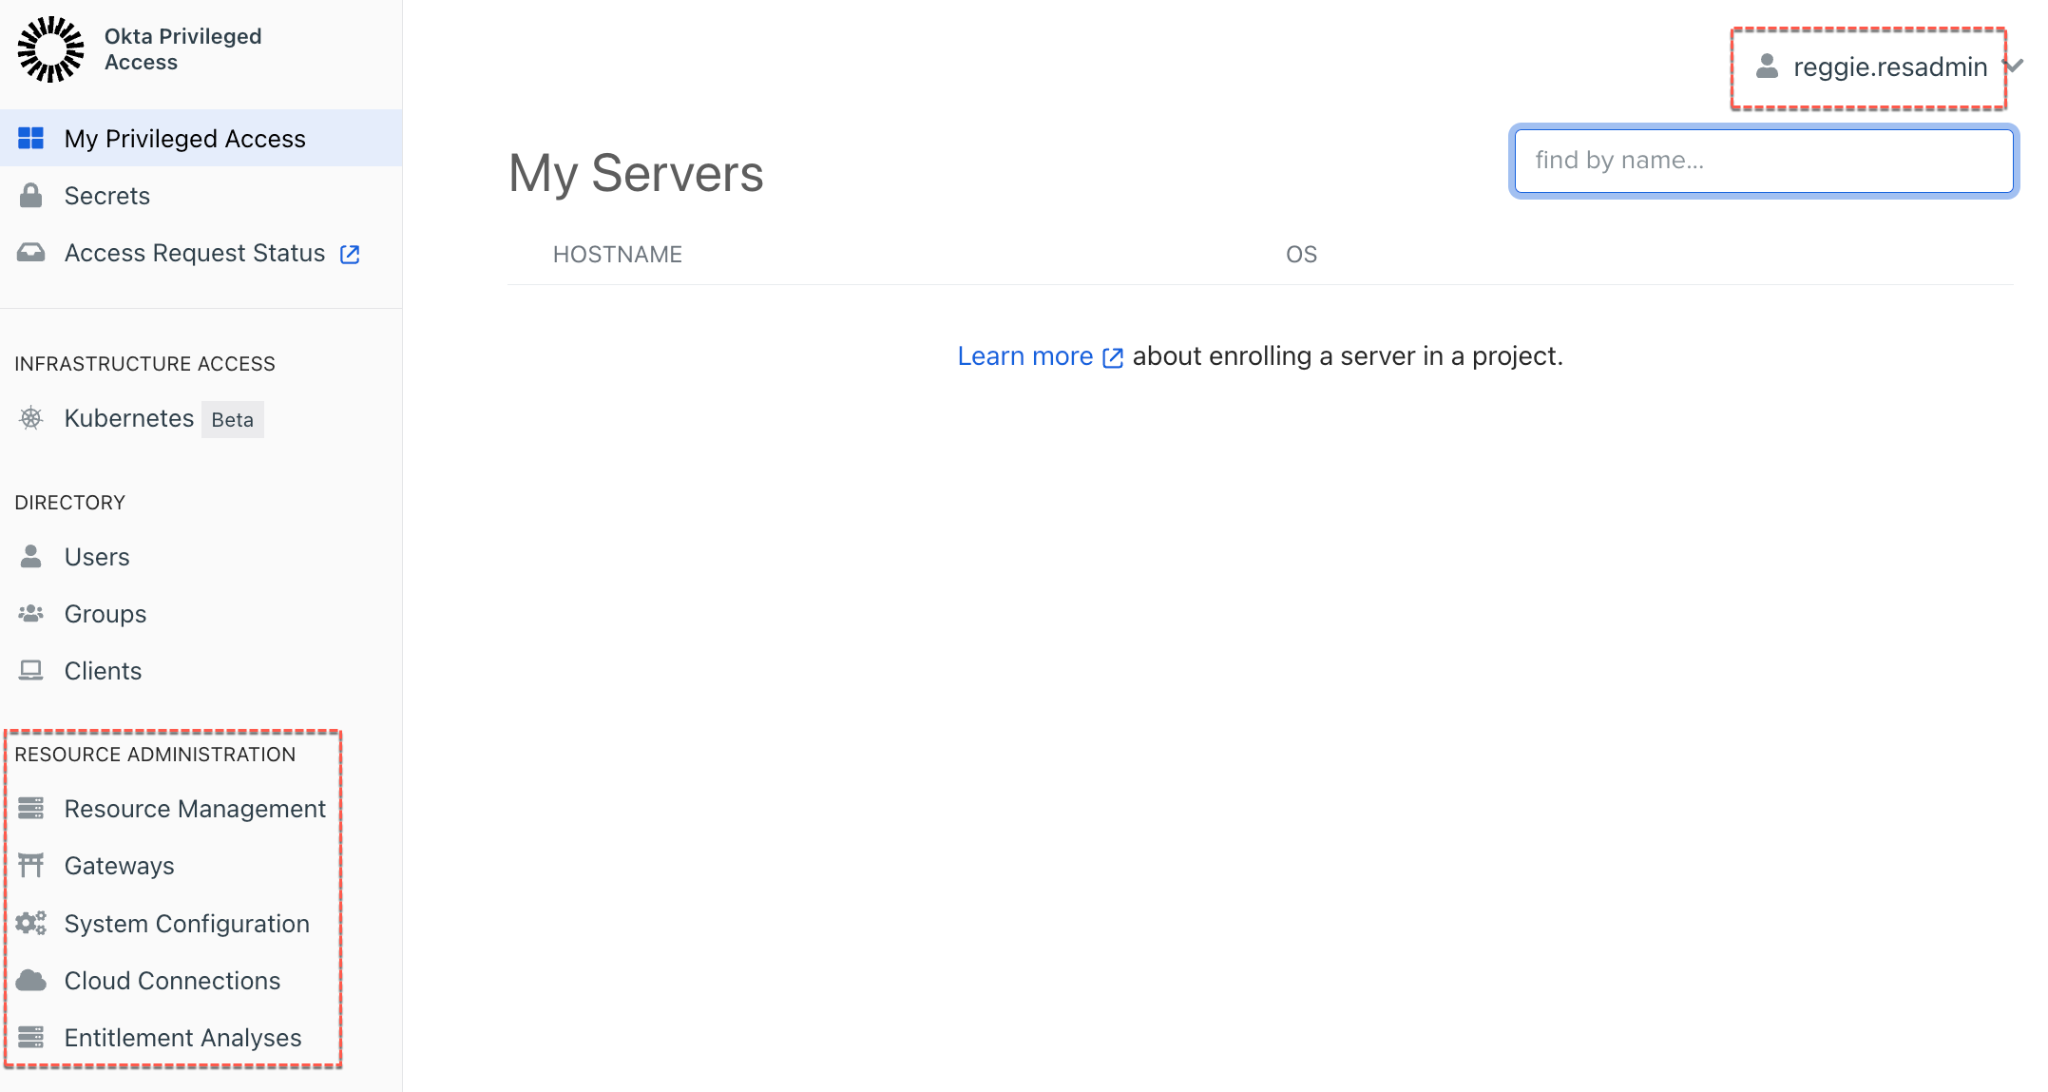 Okta Privileged
Access
My Privileged Access
Secrets
Access Request Status
INFRASTRUCTURE ACCESS
Kubernetes Beta
DIRECTORY
Users
Groups
Clients
RESOURCE ADMINISTRATION
Resource Management
Gateways
System Configuration
Cloud Connections
Entitlement Analyses
reggie.resadmin
My Servers
find by name...
HOSTNAME OS
Learn more about enrolling a server in a project.